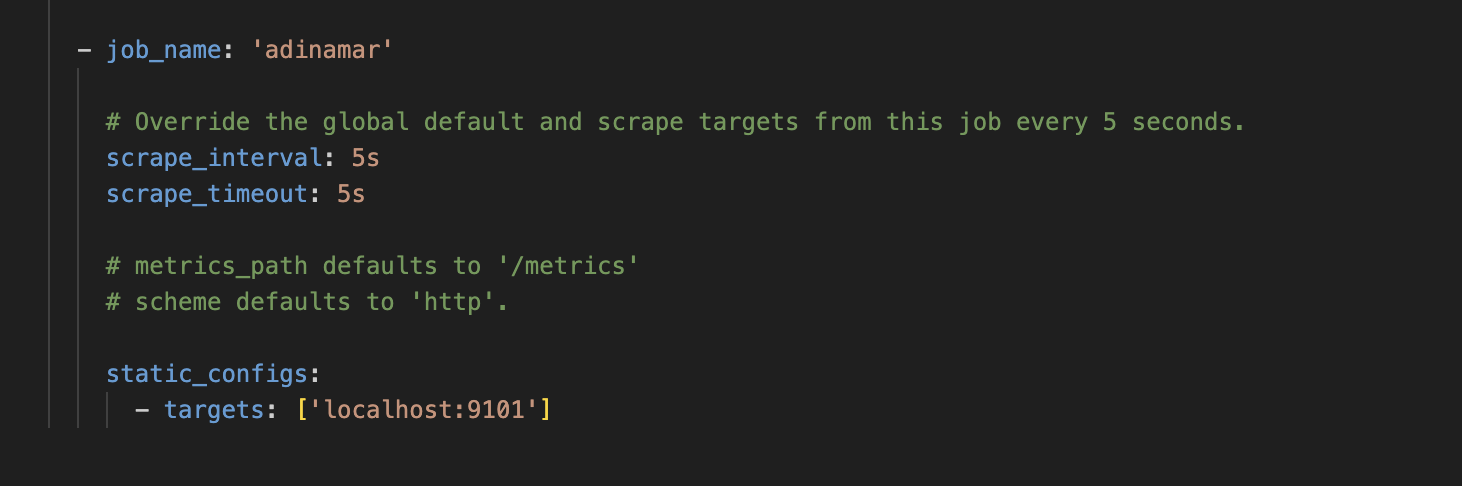 - job_name: 'adinamar'
# Override the global default and scrape targets from this job every 5 seconds.
scrape_interval: 5s
scrape_timeout: 5s
# metrics_path defaults to '/metrics'
# scheme defaults to 'http'.
static_configs:
- targets: ['localhost:9101']